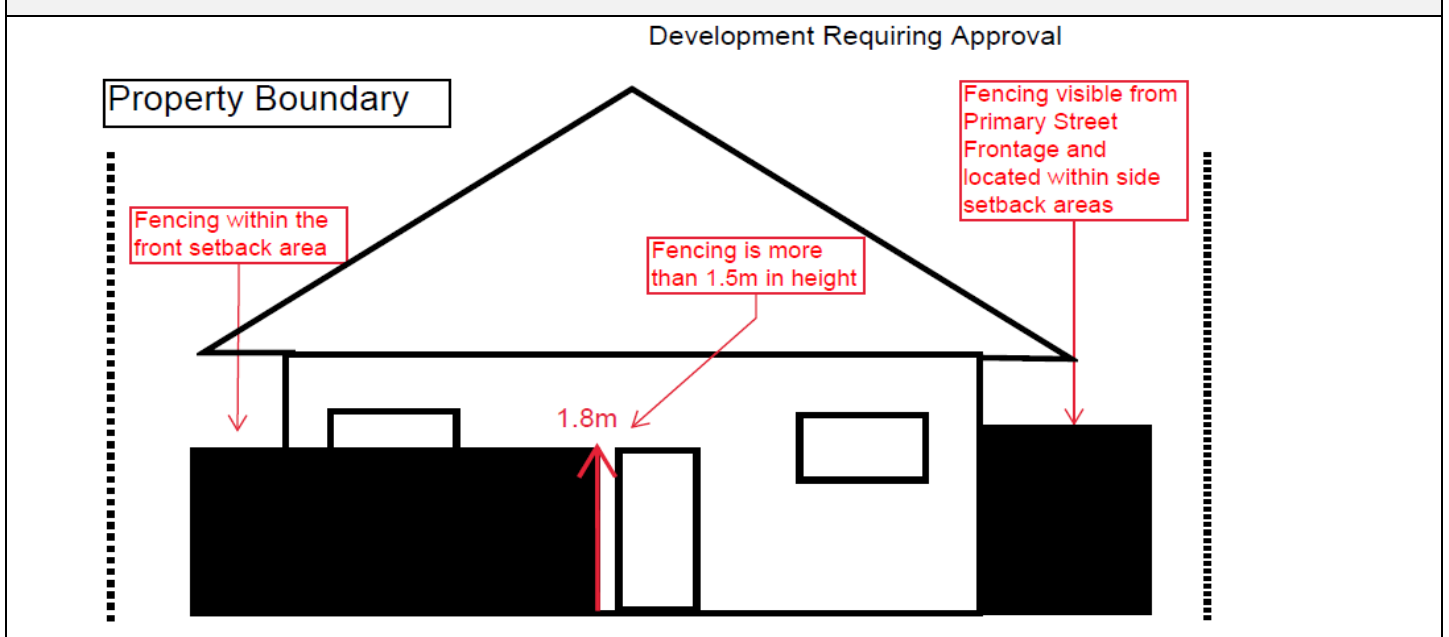 Development Requiring Approval
Property Boundary
Fencing visible from
Primary Street
Frontage and
located within side
setback areas
Fencing within the
front setback area
Fencing is more
than 1.5m in height
1.8m